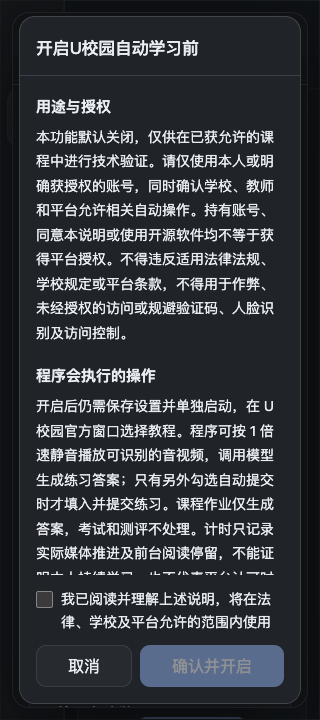 开启U校园自动学习前
用途与授权
本功能默认关闭，仅供在已获允许的课
程中进行技术验证。请仅使用本人或明
确获授权的账号，同时确认学校、教师
和平台允许相关自动操作。持有账号、
同意本说明或使用开源软件均不等于获
得平台授权。不得违反适用法律法规、
学校规定或平台条款，不得用于作弊、
未经授权的访问或规避验证码、人脸识
别及访问控制。
程序会执行的操作
开启后仍需保存设置并单独启动，在 U
校园官方窗口选择教程。程序可按 1 倍
速静音播放可识别的音视频，调用模型
生成练习答案；只有另外勾选自动提交
时才填入并提交练习。课程作业仅生成
答案，考试和测评不处理。计时只记录
实际媒体推进及前台阅读停留，不能证
我已阅读并理解上述说明，将在法
律、学校及平台允许的范围内使用
取消
确认并开启